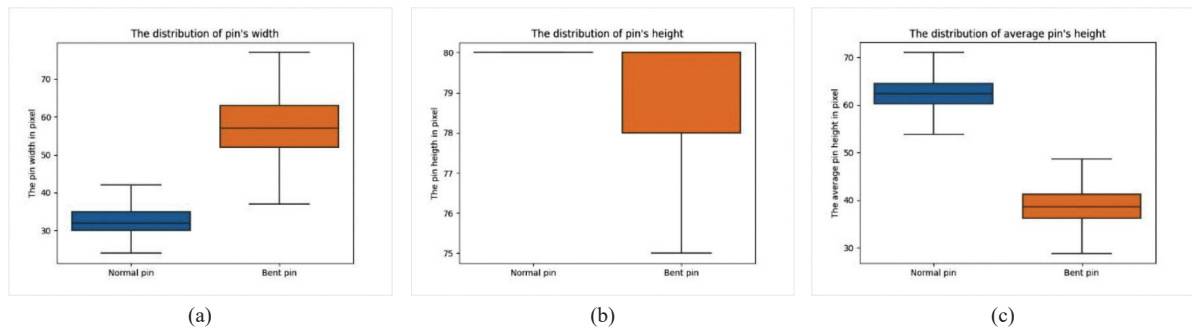 The distribution of pin's width
The pin width in pixel
70
60
50
40
30
Normal pin
Bent pin
(a)
The distribution of pin's height
The pin heigth in pixel
80
79
78
77
76
75
Normal pin
Bent pin
(b)
The distribution of average pin's height
The average pin height in pixel
70
60
50
40
30
Normal pin
Bent pin
(c)